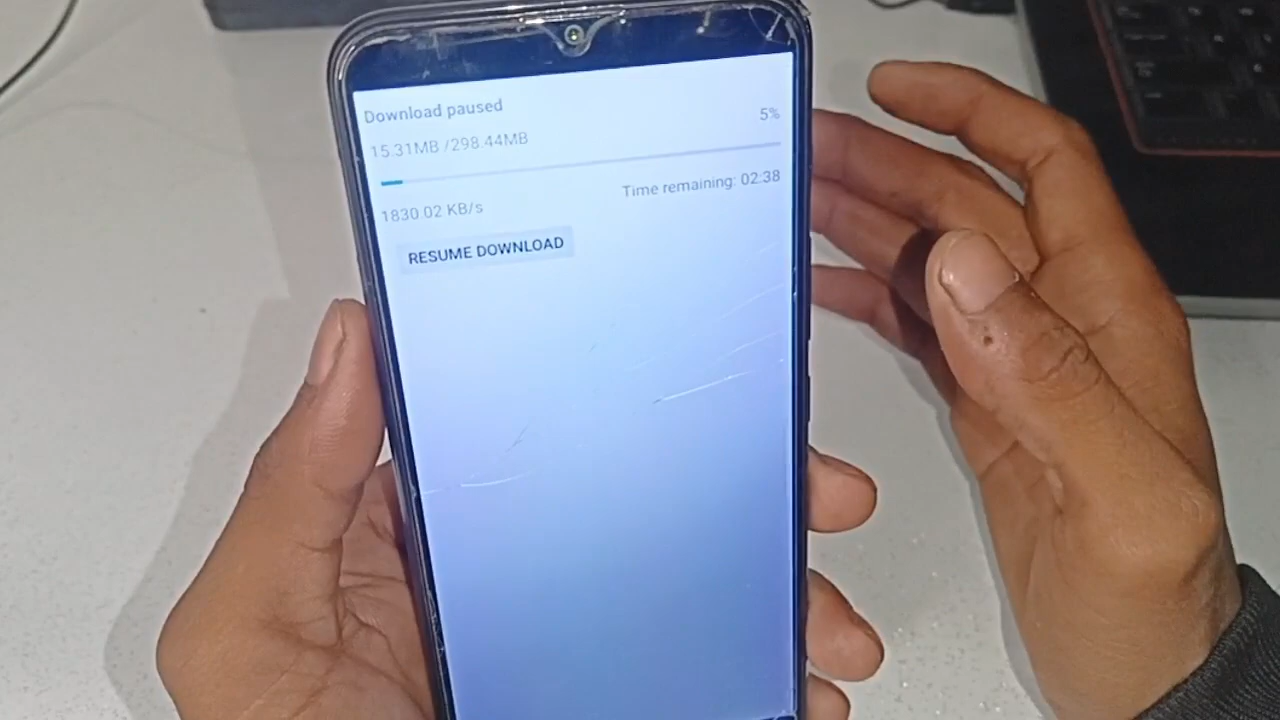 Download paused
5%
15.31MB /298.44MB
Time remaining: 02:38
1830.02 KB/s
RESUME DOWNLOAD